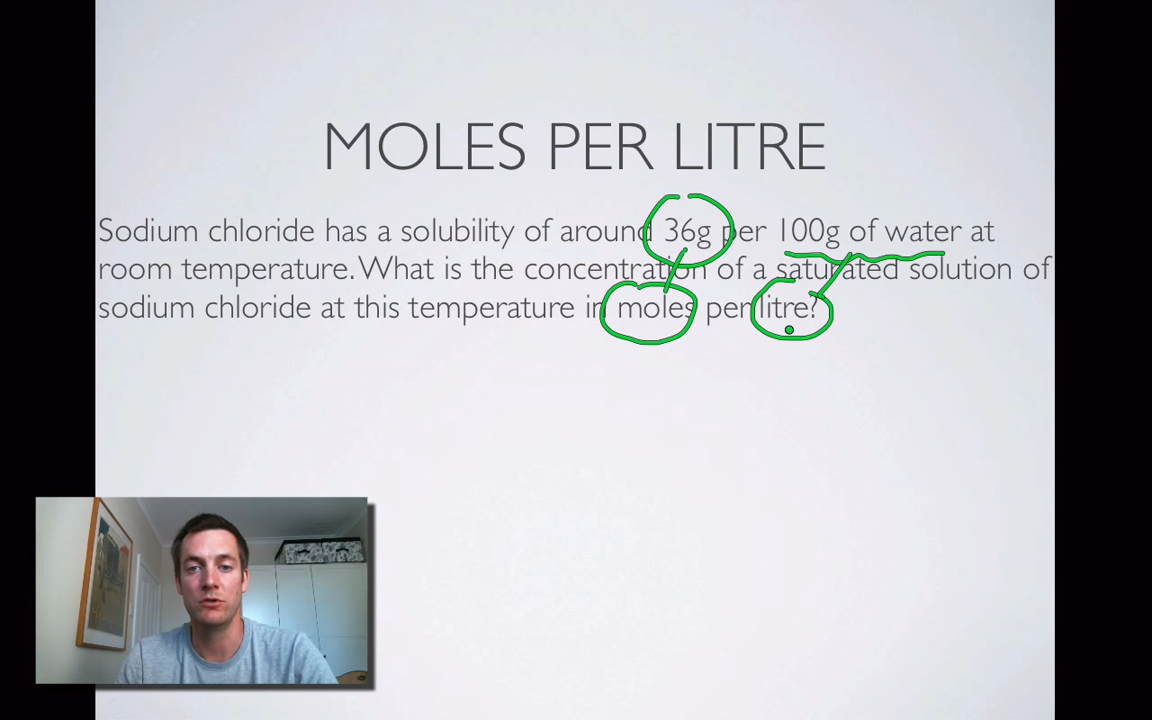 MOLES PER LITRE
Sodium chloride has a solubility of around 36g per 100g of water at
room temperature. What is the concentration of a saturated solution of
sodium chloride at this temperature in moles per litre?